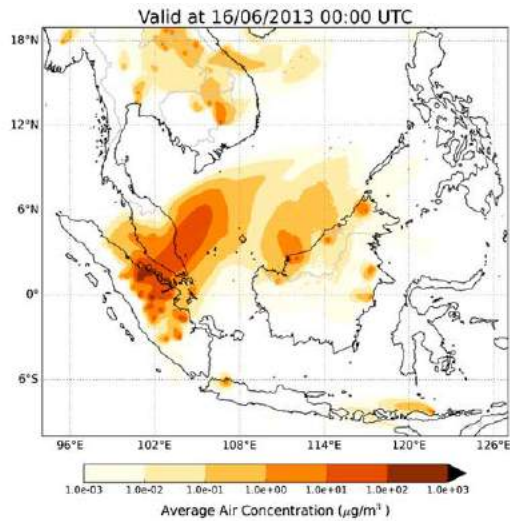 Valid at 16/06/2013 00:00 UTC
18°N
12°N
6°N
0°
6°S
96°E 102°E 108°E 114°E 120°E 126°E
1.0e-03 1.0e-02 1.0e-01 1.0e+00 1.0e+01 1.0e+02 1.0e+03
Average Air Concentration (μg/m³)